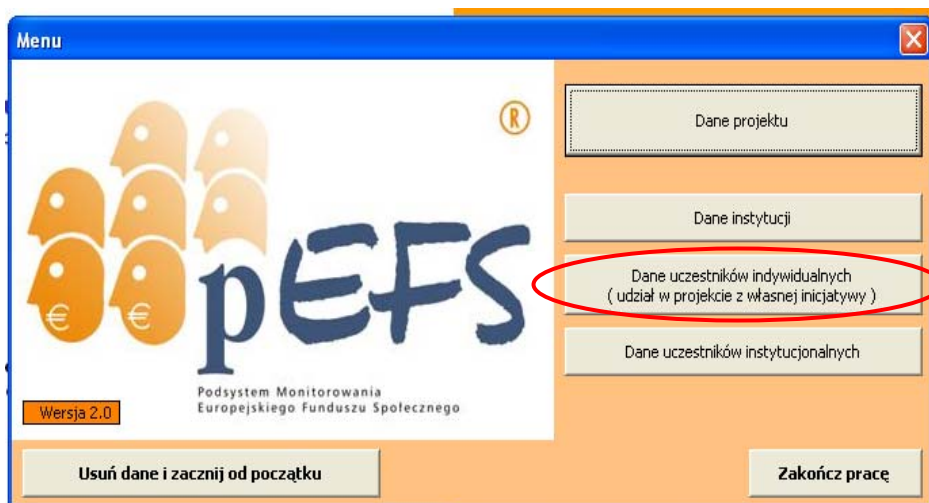 Menu
®
Dane projektu
Dane instytucji
Dane uczestników indywidualnych
( udział w projekcie z własnej inicjatywy )
Dane uczestników instytucjonalnych
€ €
pEFS
Podsystem Monitorowania
Europejskiego Funduszu Społecznego
Wersja 2.0
Usuń dane i zacznij od początku
Zakończ pracę